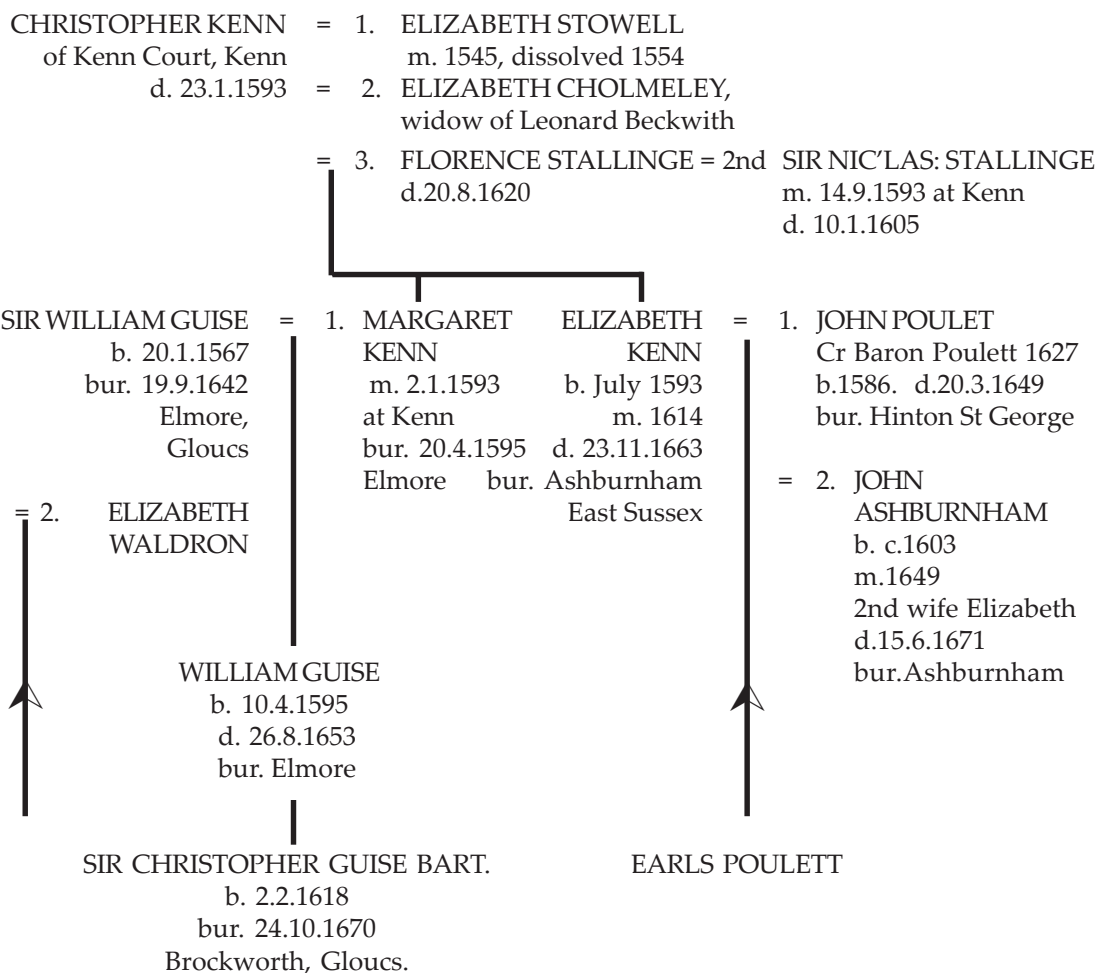 CHRISTOPHER KENN = 1. ELIZABETH STOWELL
of Kenn Court, Kenn m. 1545, dissolved 1554
d. 23.1.1593 = 2. ELIZABETH CHOLMELEY,
widow of Leonard Beckwith
= 3. FLORENCE STALLINGE = 2nd SIR NIC'LAS: STALLINGE
d.20.8.1620 m. 14.9.1593 at Kenn
d. 10.1.1605
SIR WILLIAM GUISE = 1. MARGARET ELIZABETH = 1. JOHN POULET
b. 20.1.1567 KENN KENN Cr Baron Poulett 1627
bur. 19.9.1642 m. 2.1.1593 b. July 1593 b.1586. d.20.3.1649
Elmore, at Kenn m. 1614 bur. Hinton St George
Gloucs bur. 20.4.1595 d. 23.11.1663
Elmore bur. Ashburnham = 2. JOHN
= 2. ELIZABETH East Sussex ASHBURNHAM
WALDRON b. c.1603
m.1649
2nd wife Elizabeth
d.15.6.1671
WILLIAM GUISE bur.Ashburnham
b. 10.4.1595
d. 26.8.1653
bur. Elmore
SIR CHRISTOPHER GUISE BART. EARLS POULETT
b. 2.2.1618
bur. 24.10.1670
Brockworth, Gloucs.